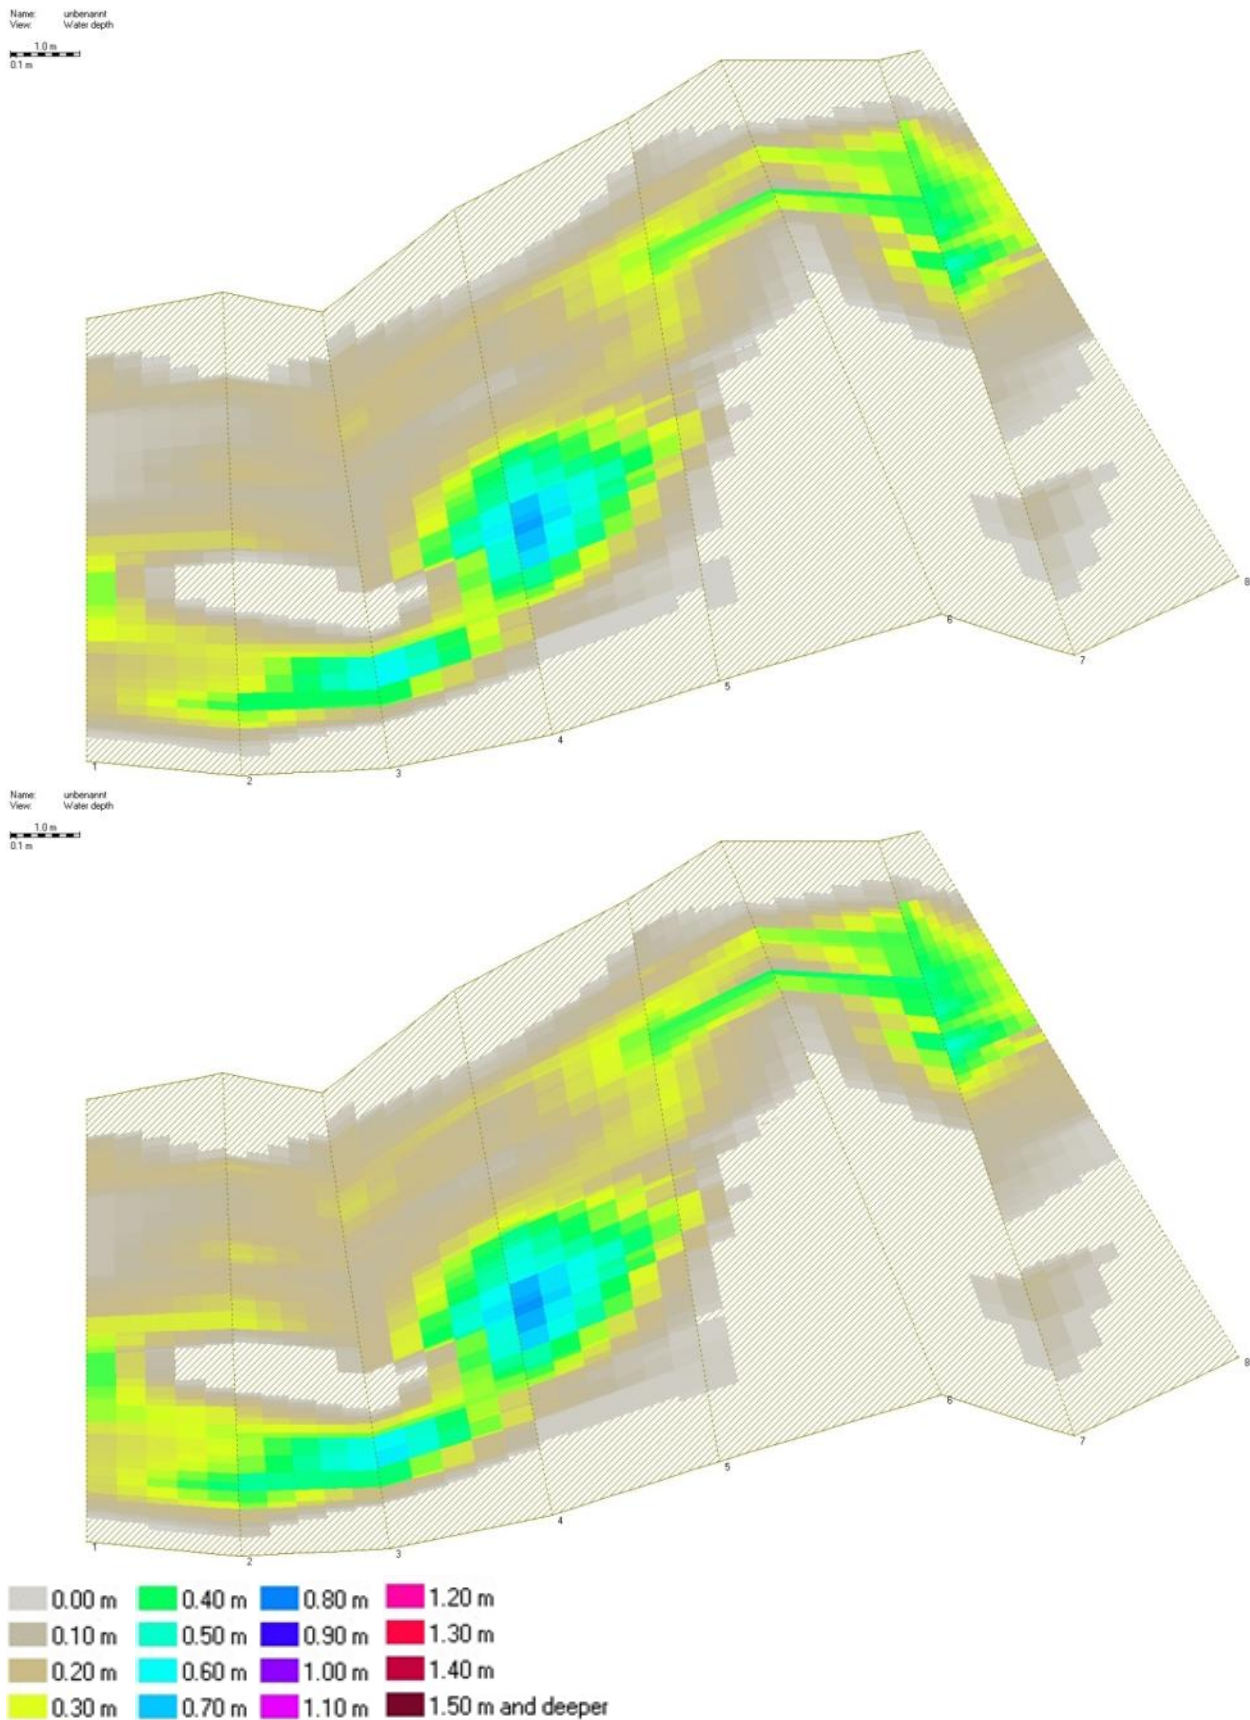 Name: unbenannt
View: Water depth
1.0 m
0.1 m
8
6
7
5
4
3
1
2
Name: unbenannt
View: Water depth
1.0 m
0.1 m
8
6
7
5
4
3
1
2
0.00 m 0.40 m 0.80 m 1.20 m
0.10 m 0.50 m 0.90 m 1.30 m
0.20 m 0.60 m 1.00 m 1.40 m
0.30 m 0.70 m 1.10 m 1.50 m and deeper